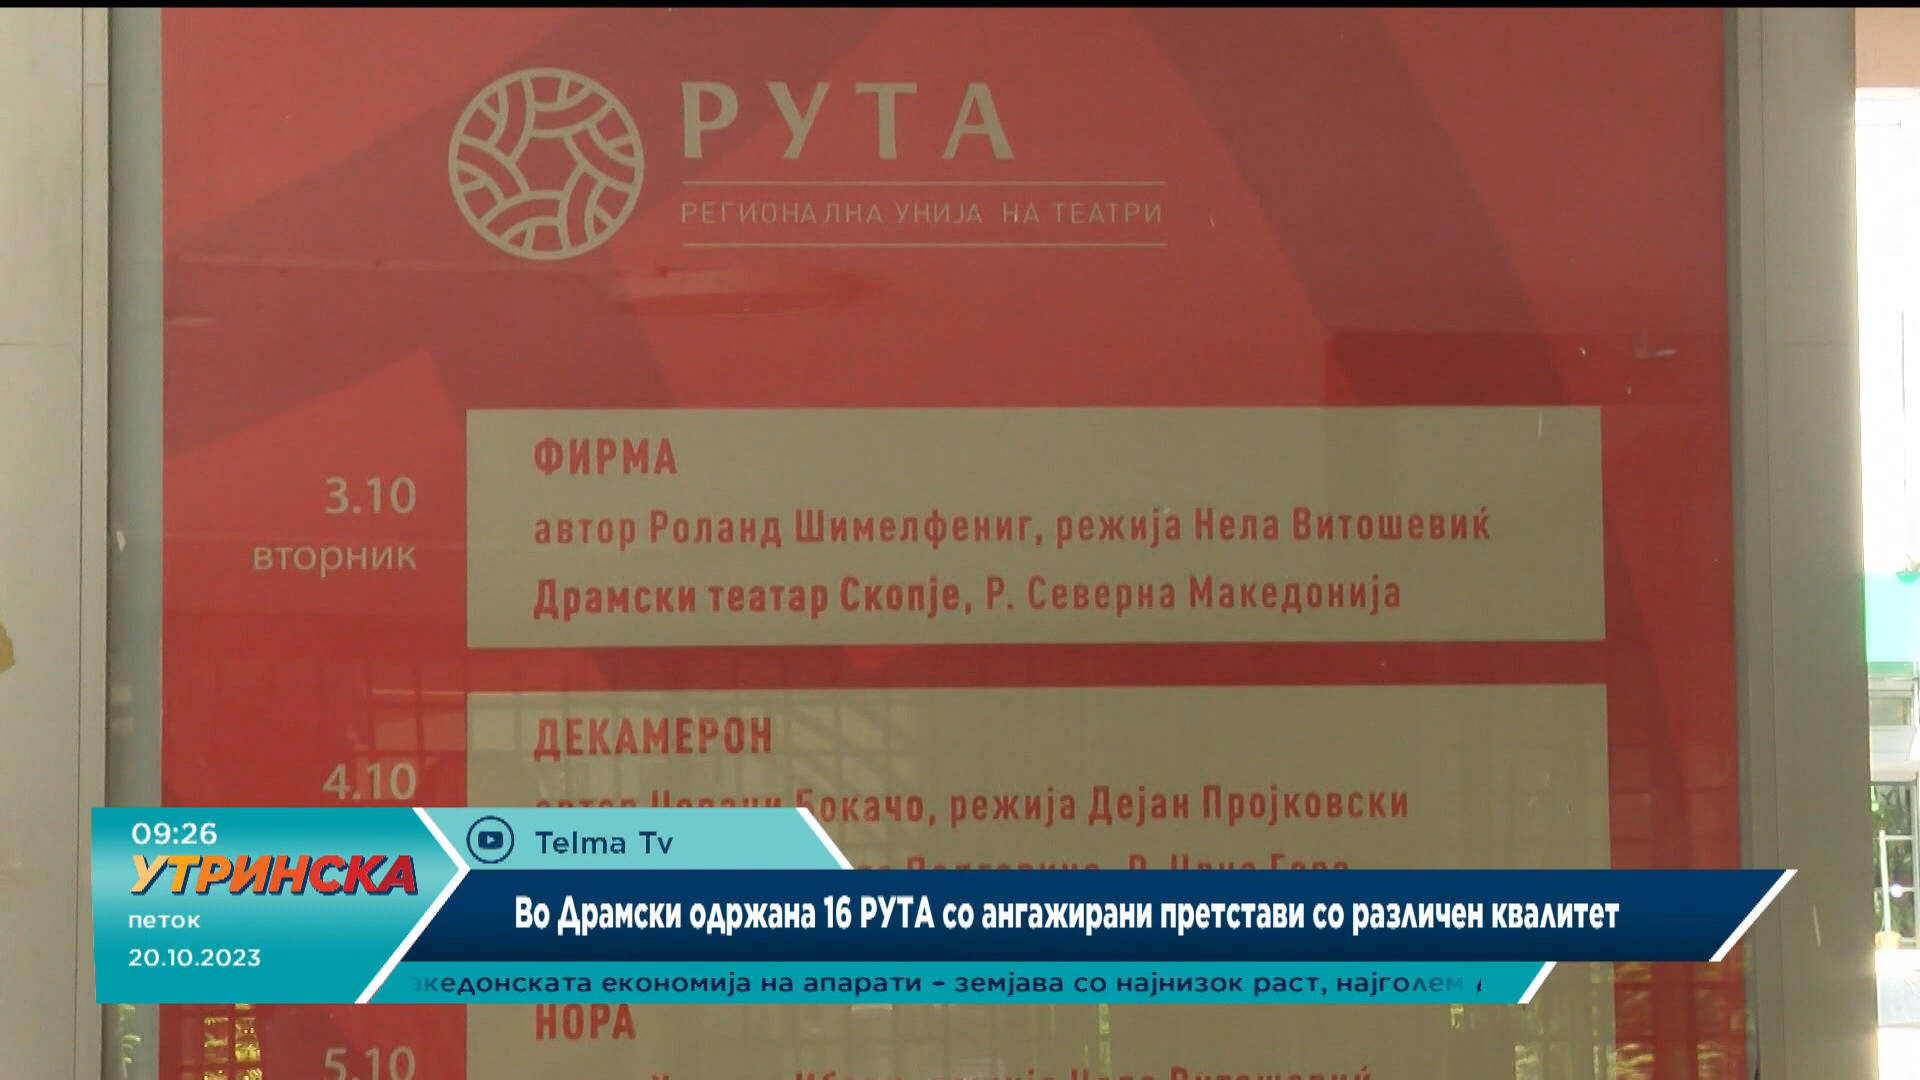 РУТА
РЕГИОНАЛНА УНИЈА НА ТЕАТРИ
3.10
вторник
ФИРМА
автор Роланд Шимелфениг, режија Нела Витошевиќ
Драмски театар Скопје, Р. Северна Македонија
4.10
ДЕКАМЕРОН
Бокачо, режија Дејан Пројковски
09:26
УТРИНСКА
петок
20.10.2023
Telma Tv
Во Драмски одржана 16 РУТА со ангажирани претстави со различен квалитет
акедонската економија на апарати – земјава со најнизок раст, најголем
5.10
НОРА